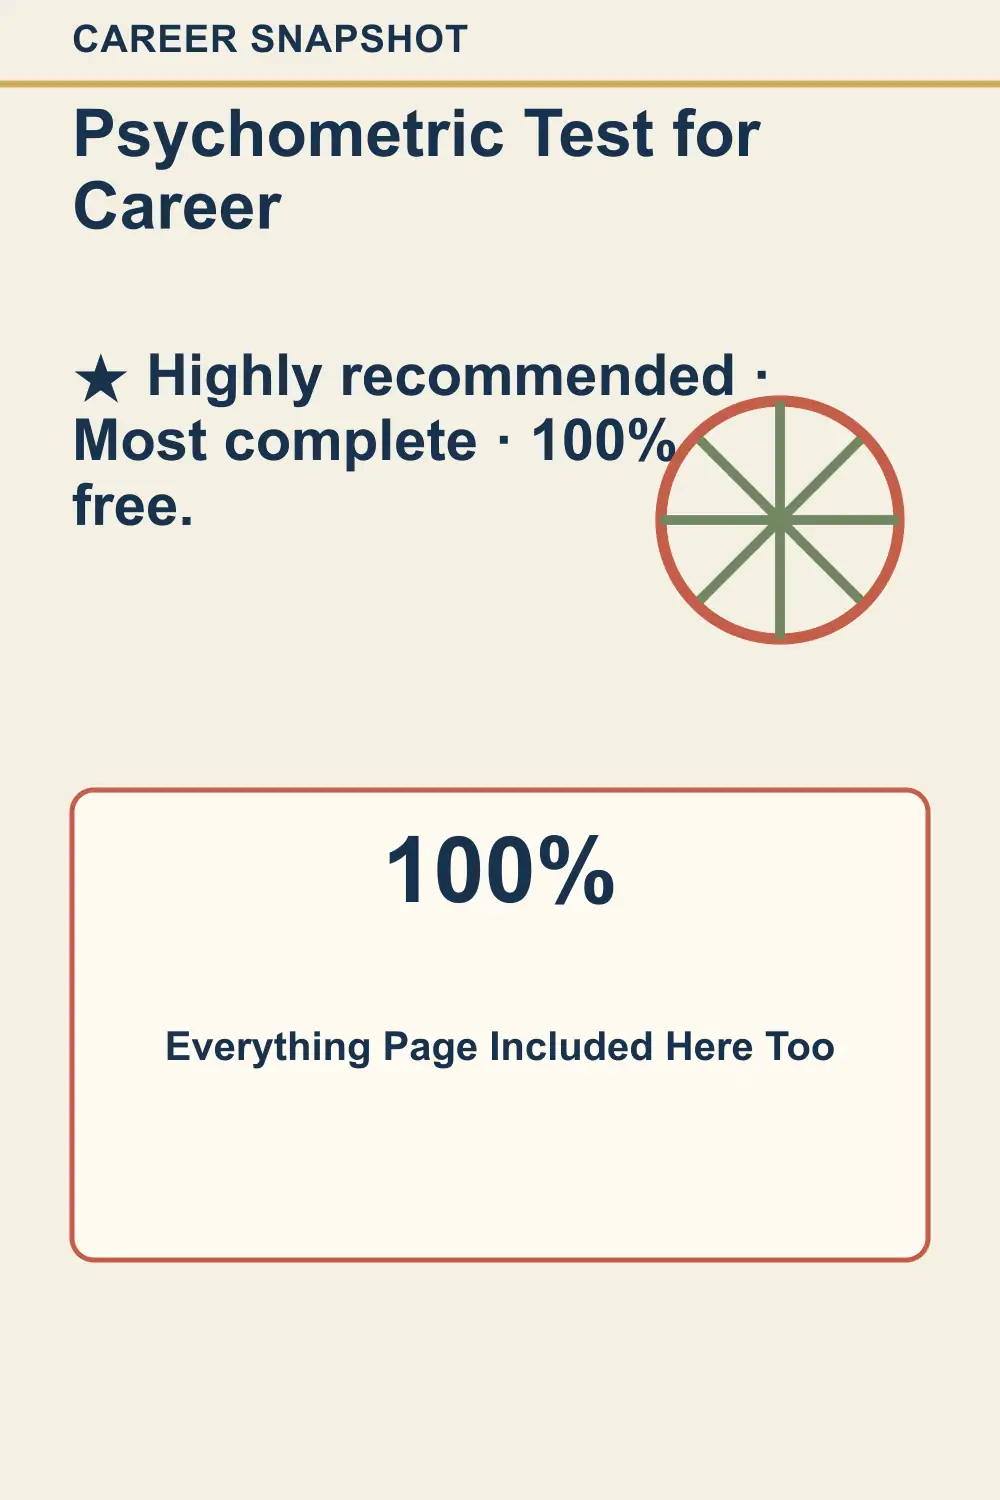 CAREER SNAPSHOT
Psychometric Test for
Career
★ Highly recommended ·
Most complete · 100%
free.
100%
Everything Page Included Here Too